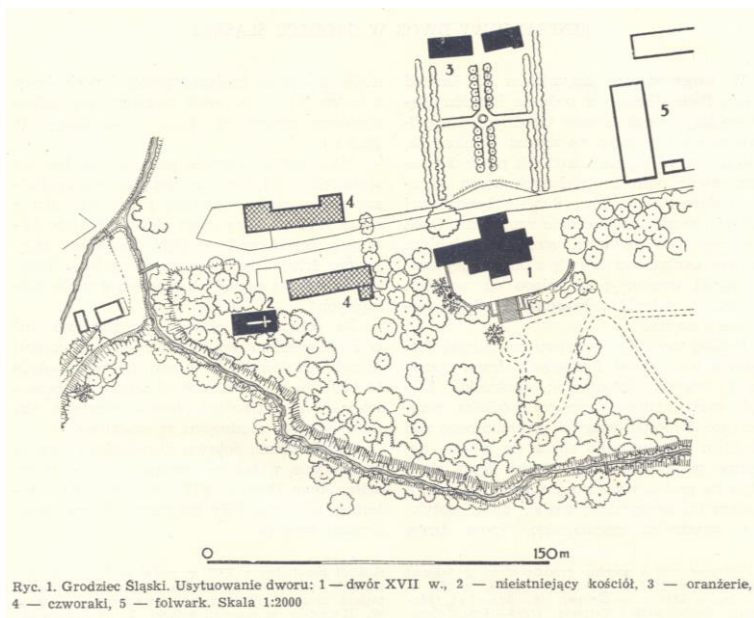 3
5
4
1
4
2
0 150m
Ryc. 1. Grodziec Śląski. Usytuowanie dworu: 1 — dwór XVII w., 2 — nieistniejący kościół, 3 — oranżerie,
4 — czworaki, 5 — folwark. Skala 1:2000